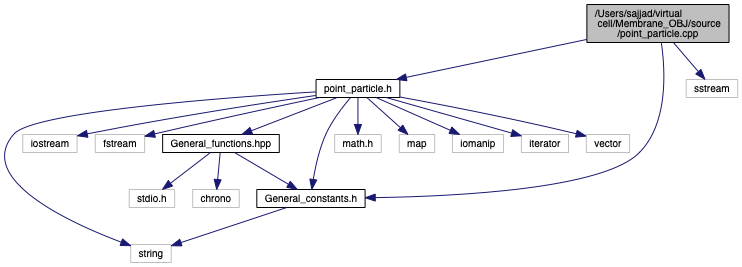 /Users/sajjad/virtual
cell/Membrane_OBJ/source
/point_particle.cpp
point_particle.h
sstream
iostream
fstream
General_functions.hpp
math.h
map
iomanip
iterator
vector
stdio.h
chrono
General_constants.h
string